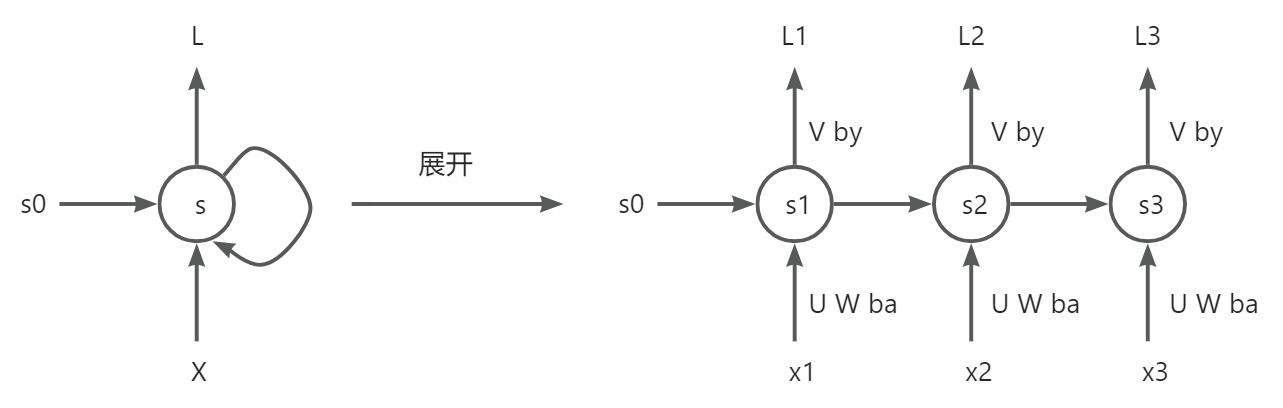 L
s0
s
X
展开
L1 L2 L3
V by V by V by
s0 s1 s2 s3
U W ba U W ba U W ba
x1 x2 x3